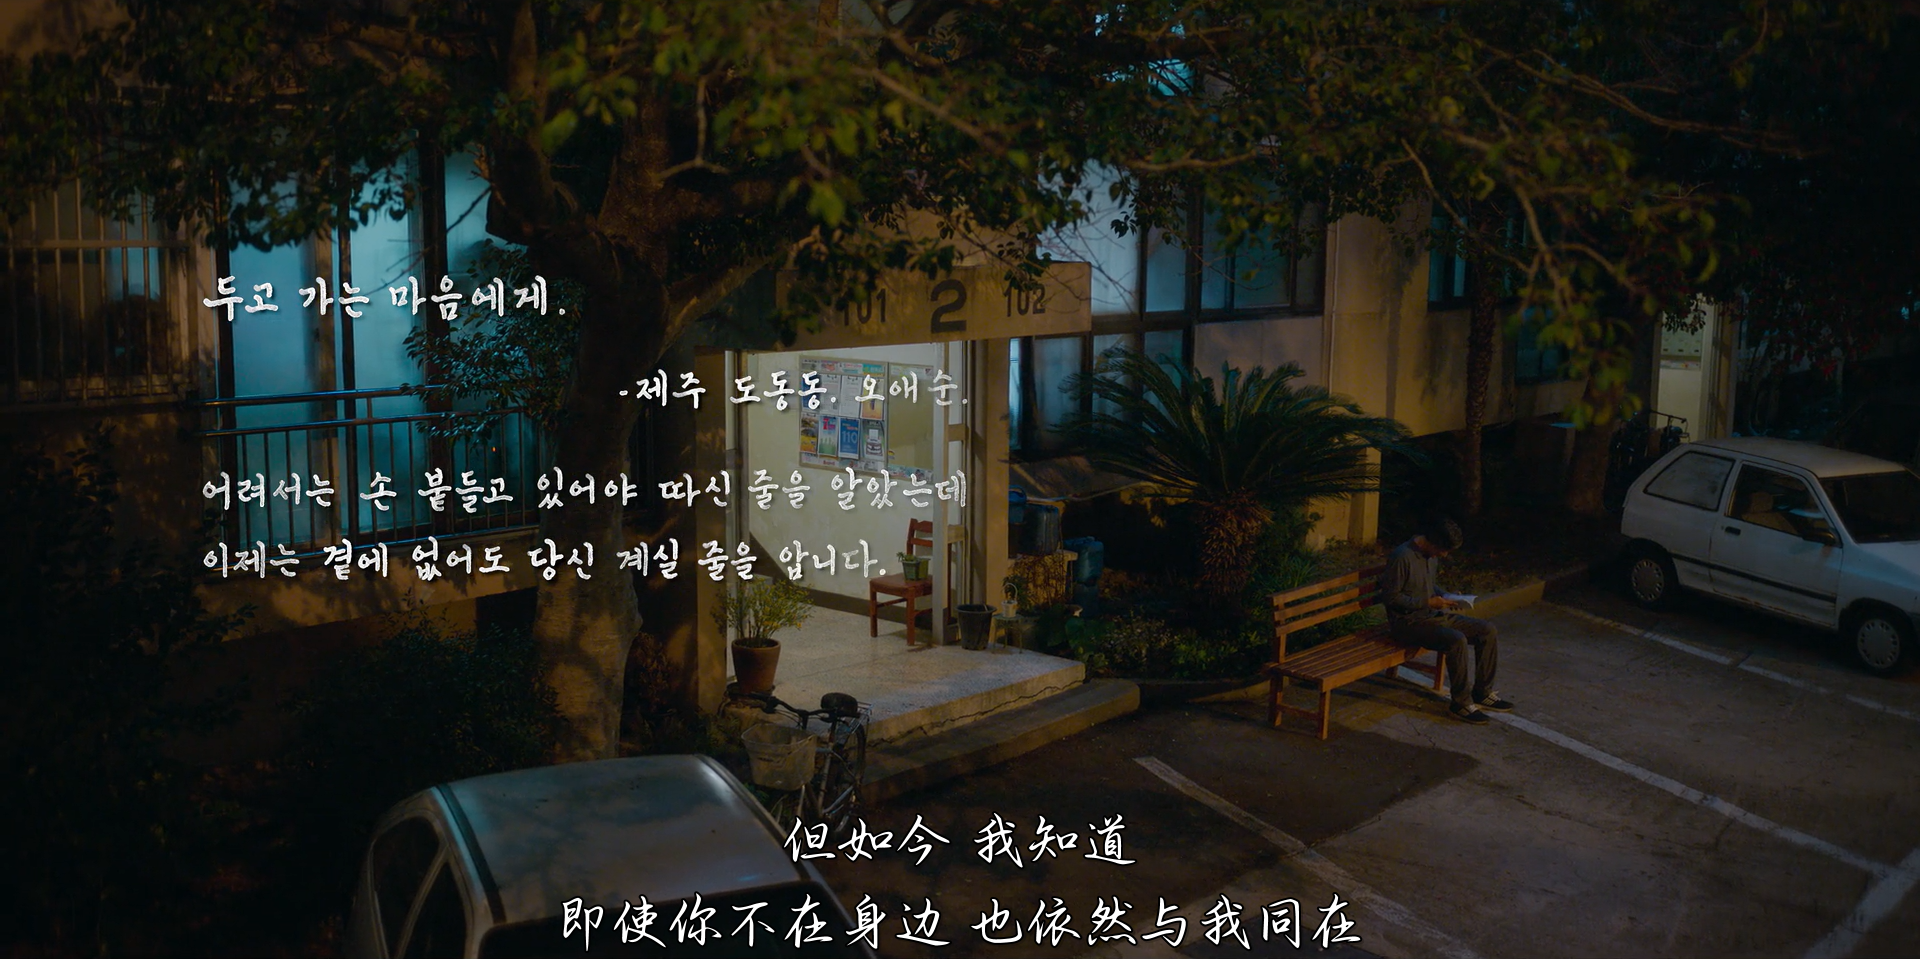 두고 가는 마음에게.
101 2 102
-제주 도동동. 오애순.
110
어려서는 손 붙들고 있어야 따신 줄을 알았는데
이제는 곁에 없어도 당신 계실 줄을 압니다.
但如今 我知道
即使你不在身边 也依然与我同在